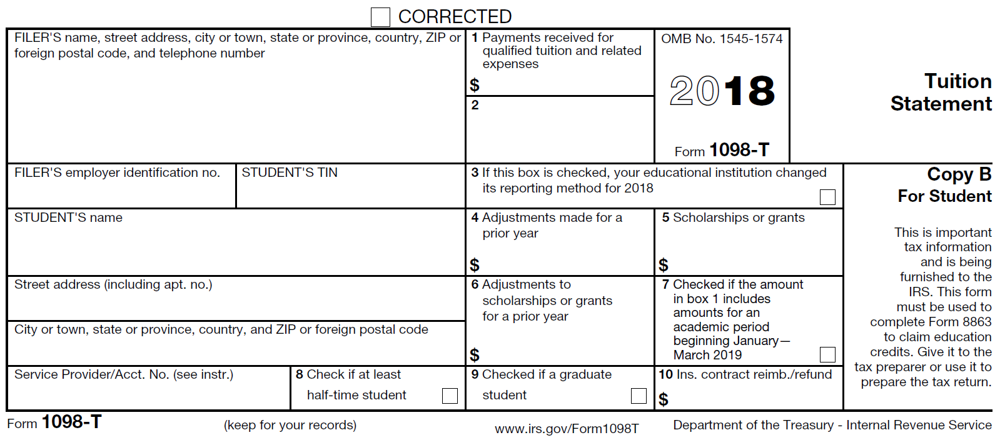 CORRECTED
FILER'S name, street address, city or town, state or province, country, ZIP or
foreign postal code, and telephone number
1 Payments received for
qualified tuition and related
expenses
$
2
OMB No. 1545-1574
2018
Form 1098-T
Tuition
Statement
FILER'S employer identification no.
STUDENT'S TIN
3 If this box is checked, your educational institution changed
its reporting method for 2018
Copy B
For Student
STUDENT'S name
4 Adjustments made for a
prior year
$
5 Scholarships or grants
$
This is important
tax information
and is being
furnished to the
IRS. This form
must be used to
complete Form 8863
to claim education
credits. Give it to the
tax preparer or use it to
prepare the tax return.
Street address (including apt. no.)
City or town, state or province, country, and ZIP or foreign postal code
6 Adjustments to
scholarships or grants
for a prior year
$
7 Checked if the amount
in box 1 includes
amounts for an
academic period
beginning January—
March 2019
Service Provider/Acct. No. (see instr.)
8 Check if at least
half-time student
9 Checked if a graduate
student
10 Ins. contract reimb./refund
$
Form 1098-T
(keep for your records)
www.irs.gov/Form1098T
Department of the Treasury - Internal Revenue Service